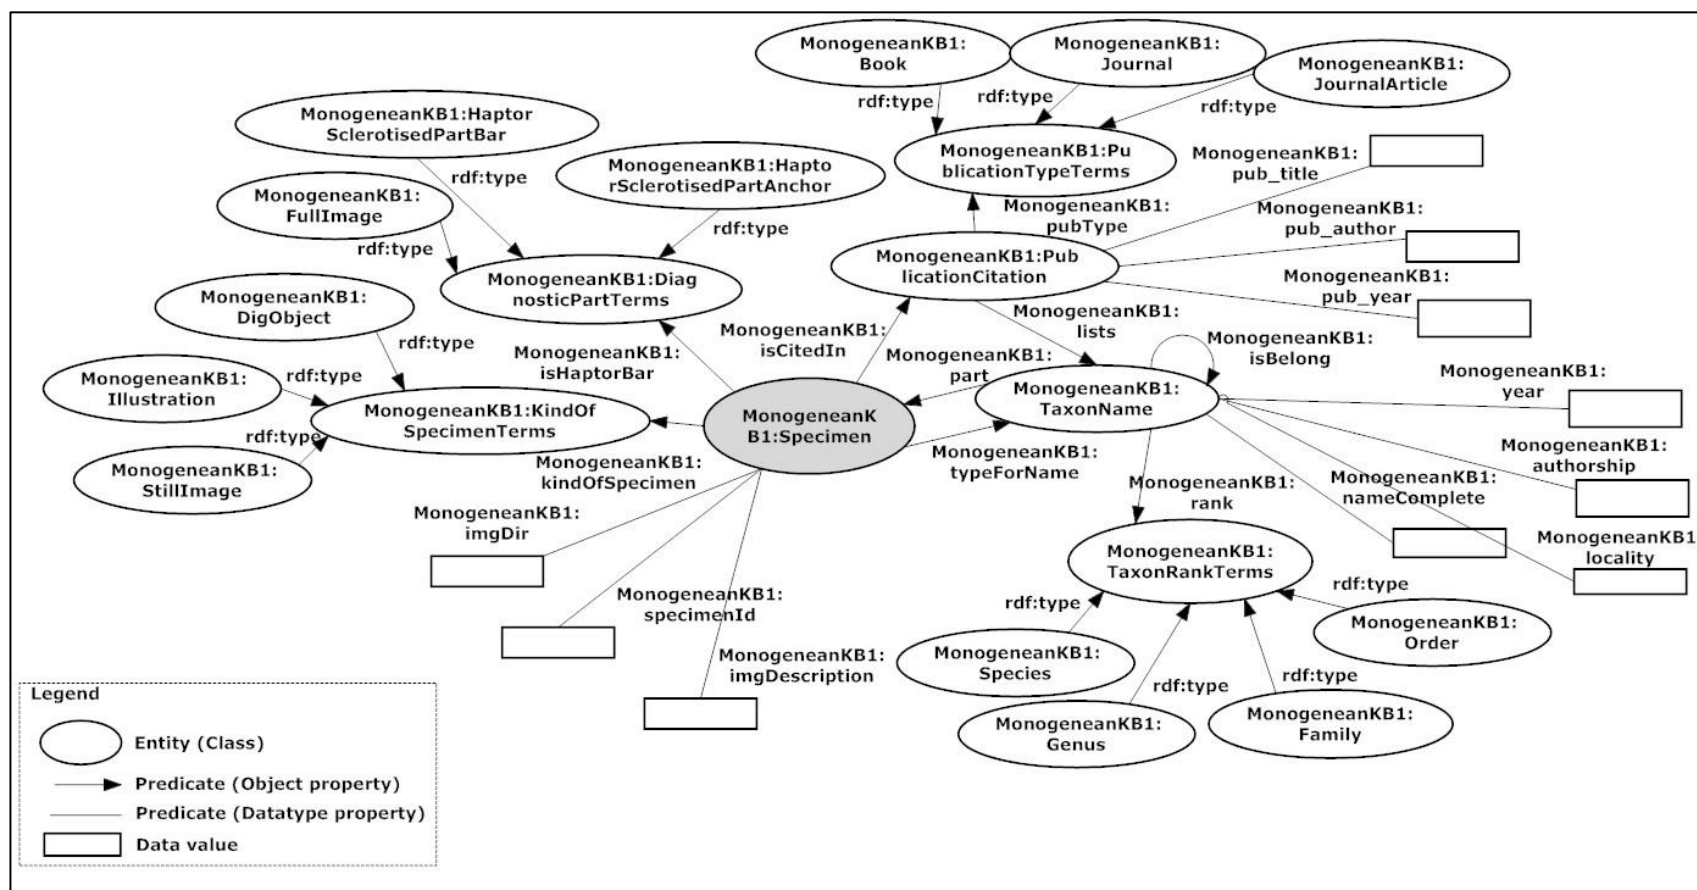 MonogeneanKB1:
Book
MonogeneanKB1:
Journal
MonogeneanKB1:
JournalArticle
rdf:type
rdf:type
rdf:type
MonogeneanKB1:Haptor
SclerotisedPartBar
MonogeneanKB1:Hapto
rSclerotisedPartAnchor
rdf:type
MonogeneanKB1:Pu
blicationTypeTerms
MonogeneanKB1:
pub_title
MonogeneanKB1:
FullImage
rdf:type
rdf:type
MonogeneanKB1:
pubType
MonogeneanKB1:
pub_author
MonogeneanKB1:Pub
licationCitation
MonogeneanKB1:Diag
nosticPartTerms
MonogeneanKB1:
pub_year
MonogeneanKB1:
DigObject
rdf:type
MonogeneanKB1:
isHaptorBar
MonogeneanKB1:
isCitedIn
MonogeneanKB1:
lists
MonogeneanKB1:
isBelong
MonogeneanKB1:
part
MonogeneanKB1:
Illustration
rdf:type
MonogeneanKB1:KindOf
SpecimenTerms
MonogeneanK
B1:Specimen
MonogeneanKB1:
TaxonName
MonogeneanKB1:
year
rdf:type
MonogeneanKB1:
StillImage
MonogeneanKB1:
kindOfSpecimen
MonogeneanKB1:
typeForName
MonogeneanKB1:
authorship
MonogeneanKB1:
nameComplete
MonogeneanKB1:
rank
MonogeneanKB1:
imgDir
MonogeneanKB1
locality
MonogeneanKB1:
TaxonRankTerms
MonogeneanKB1:
specimenId
rdf:type
rdf:type
MonogeneanKB1:
Order
MonogeneanKB1:
Species
MonogeneanKB1:
imgDescription
rdf:type
rdf:type
MonogeneanKB1:
Genus
MonogeneanKB1:
Family
Legend
Entity (Class)
Predicate (Object property)
Predicate (Datatype property)
Data value